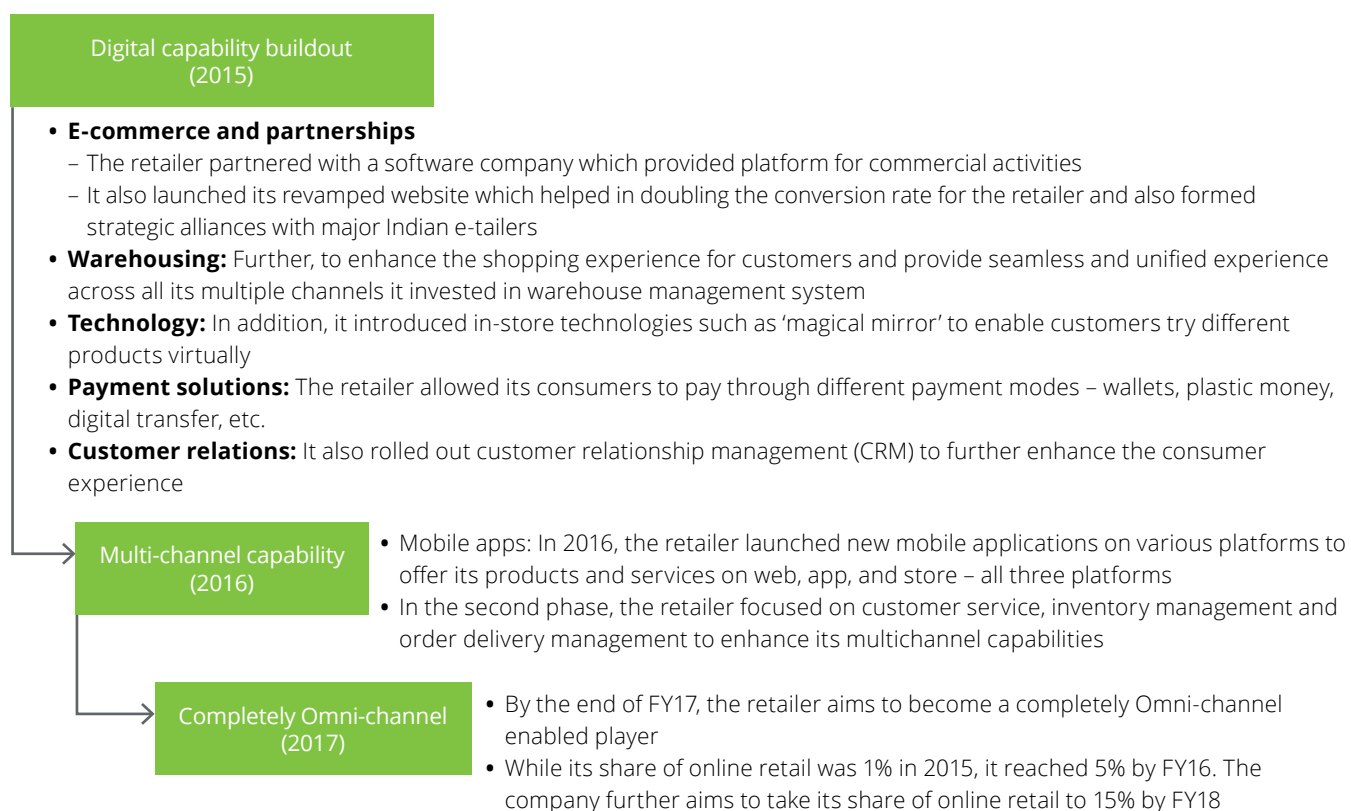 Digital capability buildout
(2015)
• E-commerce and partnerships
– The retailer partnered with a software company which provided platform for commercial activities
– It also launched its revamped website which helped in doubling the conversion rate for the retailer and also formed
strategic alliances with major Indian e-tailers
• Warehousing: Further, to enhance the shopping experience for customers and provide seamless and unified experience
across all its multiple channels it invested in warehouse management system
• Technology: In addition, it introduced in-store technologies such as ‘magical mirror’ to enable customers try different
products virtually
• Payment solutions: The retailer allowed its consumers to pay through different payment modes – wallets, plastic money,
digital transfer, etc.
• Customer relations: It also rolled out customer relationship management (CRM) to further enhance the consumer
experience
Multi-channel capability
(2016)
• Mobile apps: In 2016, the retailer launched new mobile applications on various platforms to
offer its products and services on web, app, and store – all three platforms
• In the second phase, the retailer focused on customer service, inventory management and
order delivery management to enhance its multichannel capabilities
Completely Omni-channel
(2017)
• By the end of FY17, the retailer aims to become a completely Omni-channel
enabled player
• While its share of online retail was 1% in 2015, it reached 5% by FY16. The
company further aims to take its share of online retail to 15% by FY18